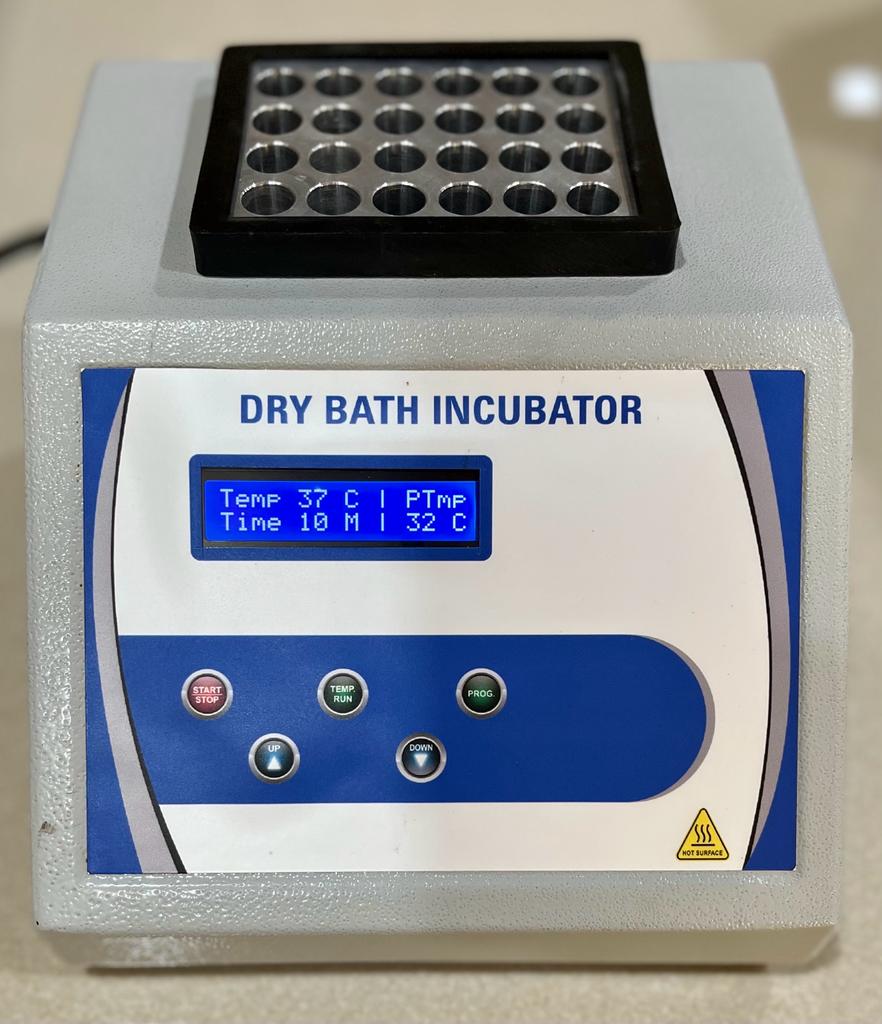 DRY BATH INCUBATOR
Temp 37 C | PTmp
Time 10 M | 32 C
START
STOP
TEMP.
RUN
PROG.
UP
DOWN
HOT SURFACE